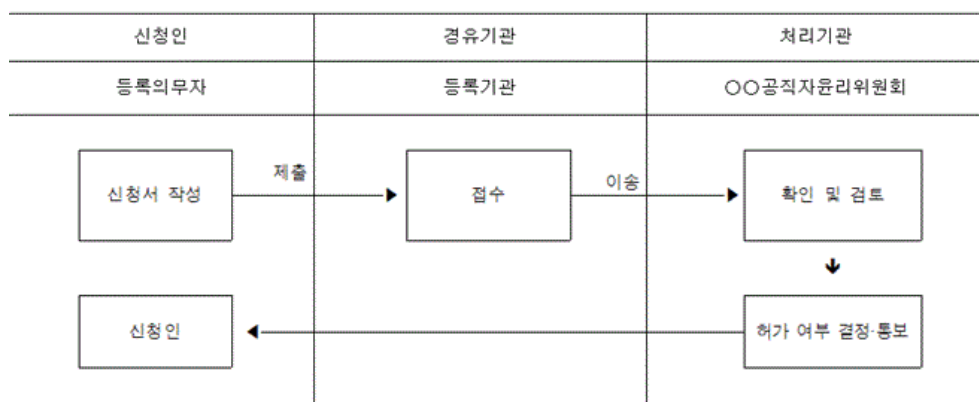 신청인
경유기관
처리기관
등록의무자
등록기관
○○공직자윤리위원회
신청서 작성
제출
접수
이송
확인 및 검토
신청인
허가 여부 결정·통보